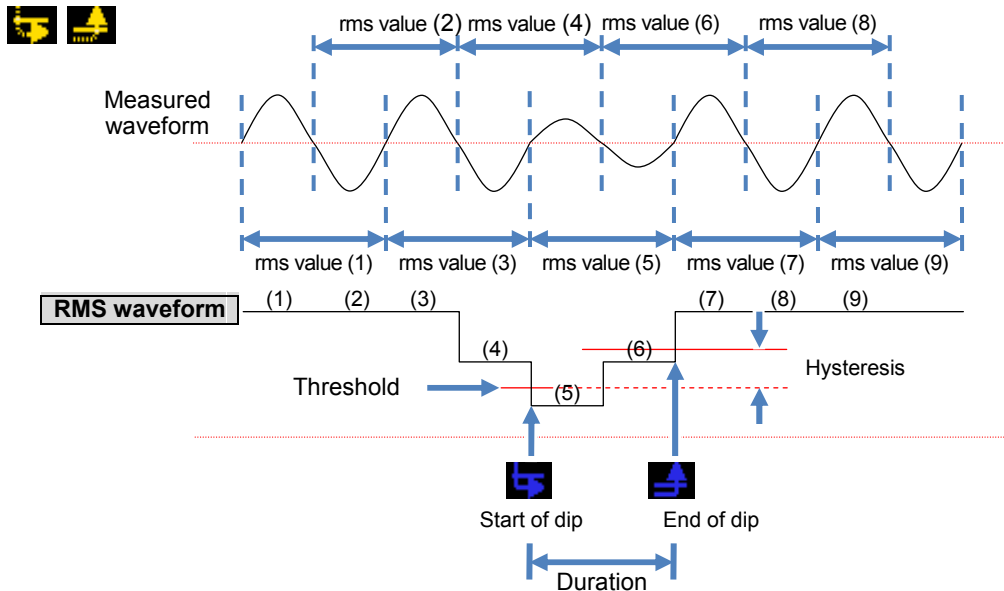 rms value (2)
rms value (4)
rms value (6)
rms value (8)
Measured
waveform
rms value (1)
rms value (3)
rms value (5)
rms value (7)
rms value (9)
RMS waveform
(1)
(2)
(3)
(7)
(8)
(9)
(4)
(6)
Hysteresis
Threshold
(5)
Start of dip
End of dip
Duration